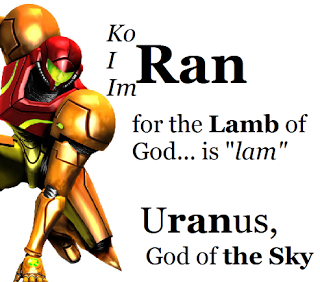 Ko
I
Im
Ran
for the Lamb of
God... is "lam"
Uranus,
God of the Sky